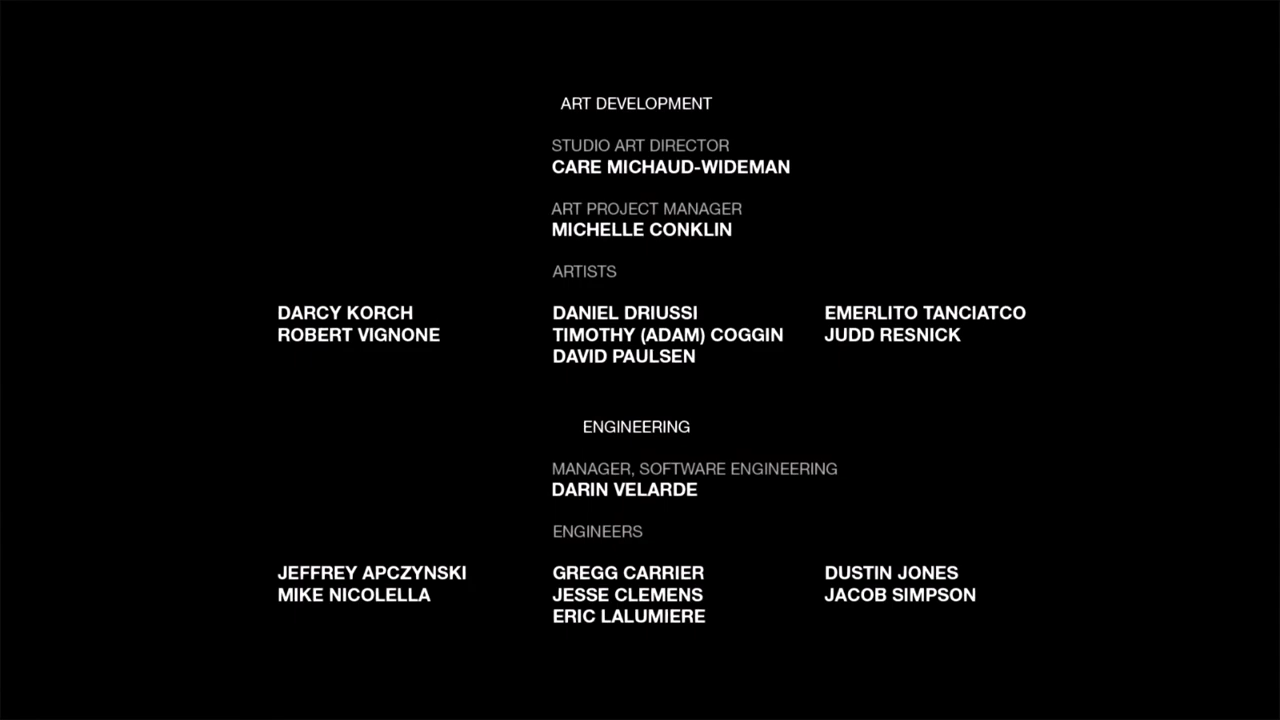 ART DEVELOPMENT
STUDIO ART DIRECTOR
CARE MICHAUD-WIDEMAN
ART PROJECT MANAGER
MICHELLE CONKLIN
ARTISTS
DARCY KORCH DANIEL DRIUSSI EMERLITO TANCIATCO
ROBERT VIGNONE TIMOTHY (ADAM) COGGIN JUDD RESNICK
DAVID PAULSEN
ENGINEERING
MANAGER, SOFTWARE ENGINEERING
DARIN VELARDE
ENGINEERS
JEFFREY APCZYNSKI GREGG CARRIER DUSTIN JONES
MIKE NICOLELLA JESSE CLEMENS JACOB SIMPSON
ERIC LALUMIERE